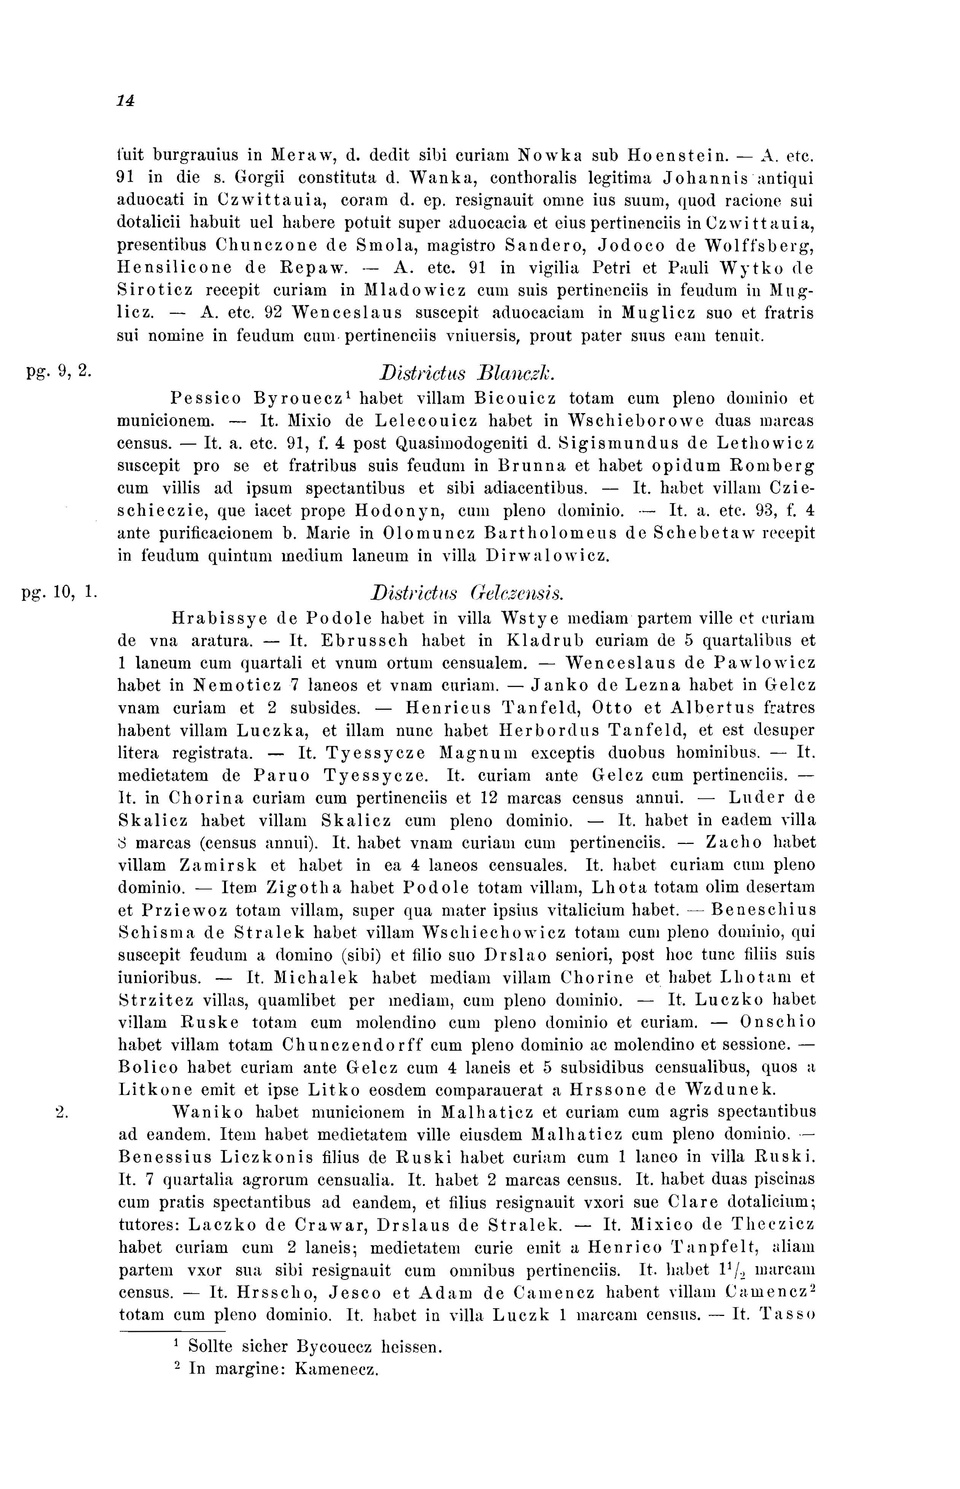 14
fuit burgrauius in Meraw, d. dedit sibi curiam Nowka sub Hoenstein. — A. etc.
91 in die s. Gorgii constituta d. Wanka, conthoralis legitima Johannis antiqui
aduocati in Czwittauia, coram d. ep. resignauit omne ius suum, quod racione sui
dotalicii habuit uel habere potuit super aduocacia et eius pertinenciis in Czwittauia,
presentibus Chunczone de Smola, magistro Sandero, Jodoco de Wolffsberg,
Hensilicone de Repaw. — A. etc. 91 in vigilia Petri et Pauli Wytko de
Siroticz recepit curiam in Mladowicz cum suis pertinenciis in feudum in Mug-
licz. — A. etc. 92 Wenceslaus suscepit aduocaciam in Muglicz suo et fratris
sui nomine in feudum cum pertinenciis vniuersis, prout pater suus eam tenuit.
pg. 9, 2. Districtus Blanczk.
Pessico Byrouecz¹ habet villam Bicouicz totam cum pleno dominio et
municionem. — It. Mixio de Lelecouicz habet in Wschieborowe duas marcas
census. — It. a. etc. 91, f. 4 post Quasimodogeniti d. Sigismundus de Lethowicz
suscepit pro se et fratribus suis feudum in Brunna et habet opidum Romberg
cum villis ad ipsum spectantibus et sibi adiacentibus. — It. habet villam Czie-
schieczie, que iacet prope Hodonyn, cum pleno dominio. — It. a. etc. 93, f. 4
ante purificacionem b. Marie in Olomuncz Bartholomeus de Schebetaw recepit
in feudum quintum medium laneum in villa Dirwalowicz.
pg. 10, 1. Districtus Gelczensis.
Hrabissye de Podole habet in villa Wstye mediam partem ville et curiam
de vna aratura. — It. Ebrussch habet in Kladrub curiam de 5 quartalibus et
1 laneum cum quartali et vnum ortum censualem. — Wenceslaus de Pawlowicz
habet in Nemoticz 7 laneos et vnam curiam. — Janko de Lezna habet in Gelcz
vnam curiam et 2 subsides. — Henricus Tanfeld, Otto et Albertus fratres
habent villam Luczka, et illam nunc habet Herbordus Tanfeld, et est desuper
litera registrata. — It. Tyessycze Magnum exceptis duobus hominibus. — It.
medietatem de Paruo Tyessycze. It. curiam ante Gelcz cum pertinenciis. —
It. in Chorina curiam cum pertinenciis et 12 marcas census annui. — Luder de
Skalicz habet villam Skalicz cum pleno dominio. — It. habet in eadem villa
8 marcas (census annui). It. habet vnam curiam cum pertinenciis. — Zacho habet
villam Zamirsk et habet in ea 4 laneos censuales. It. habet curiam cum pleno
dominio. — Item Zigotha habet Podole totam villam, Lhota totam olim desertam
et Prziewoz totam villam, super qua mater ipsius vitalicium habet. — Beneschius
Schisma de Stralek habet villam Wschiechowicz totam cum pleno dominio, qui
suscepit feudum a domino (sibi) et filio suo Drslao seniori, post hoc tunc filiis suis
iunioribus. — It. Michalek habet mediam villam Chorine et habet Lhotam et
Strzitez villas, quamlibet per mediam, cum pleno dominio. — It. Luczko habet
villam Ruske totam cum molendino cum pleno dominio et curiam. — Onschio
habet villam totam Chunczendorff cum pleno dominio ac molendino et sessione. —
Bolico habet curiam ante Gelcz cum 4 laneis et 5 subsidibus censualibus, quos a
Litkone emit et ipse Litko eosdem comparauerat a Hrssone de Wzdunek.
2. Waniko habet municionem in Malhaticz et curiam cum agris spectantibus
ad eandem. Item habet medietatem ville eiusdem Malhaticz cum pleno dominio. —
Benessius Liczkonis filius de Ruski habet curiam cum 1 laneo in villa Ruski.
It. 7 quartalia agrorum censualia. It. habet 2 marcas census. It. habet duas piscinas
cum pratis spectantibus ad eandem, et filius resignauit vxori sue Clare dotalicium;
tutores: Laczko de Crawar, Drslaus de Stralek. — It. Mixico de Theczicz
habet curiam cum 2 laneis; medietatem curie emit a Henrico Tanpfelt, aliam
partem vxor sua sibi resignauit cum omnibus pertinenciis. It. habet 1¹/₂ marcam
census. — It. Hrsscho, Jesco et Adam de Camencz habent villam Camencz²
totam cum pleno dominio. It. habet in villa Luczk 1 marcam census. — It. Tasso
¹ Sollte sicher Bycouecz heissen.
² In margine: Kamenecz.